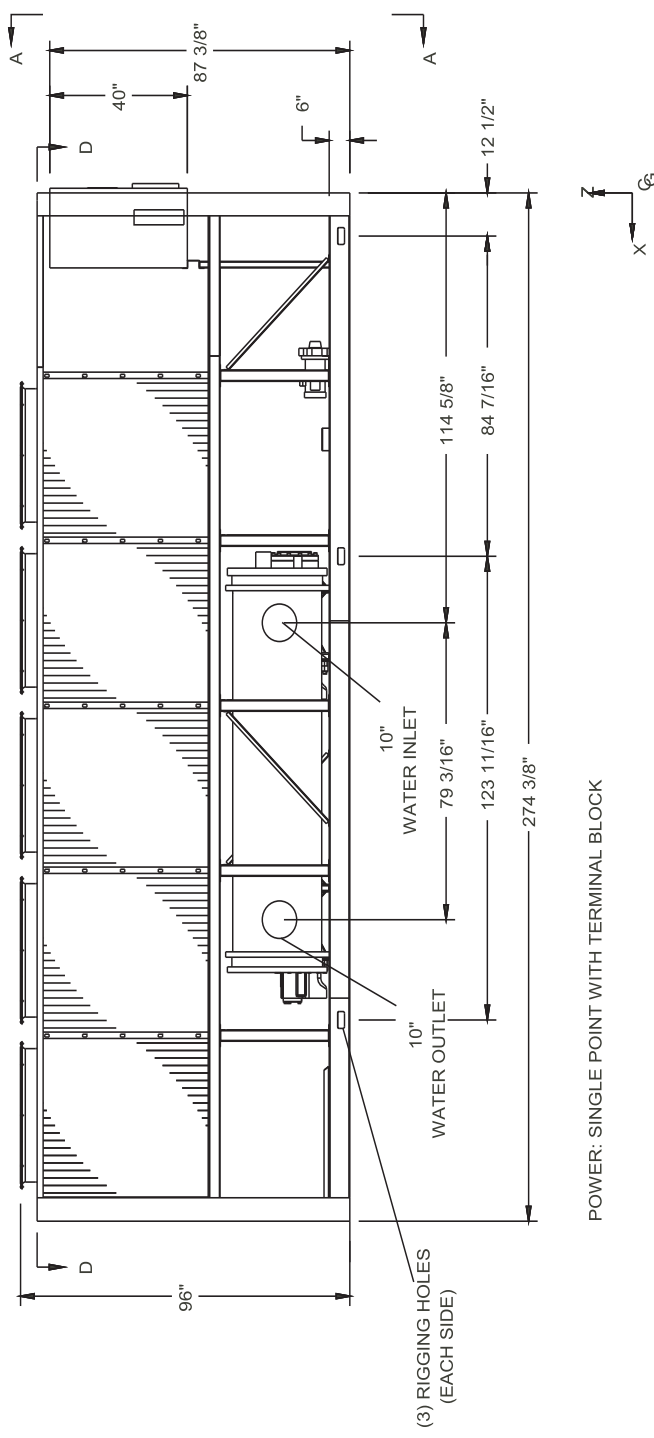 A
A
87 3/8"
40"
6"
D
12 1/2"
Z
X
CG
114 5/8"
84 7/16"
10"
WATER INLET
79 3/16"
123 11/16"
274 3/8"
10"
WATER OUTLET
D
96"
(3) RIGGING HOLES
(EACH SIDE)
POWER: SINGLE POINT WITH TERMINAL BLOCK